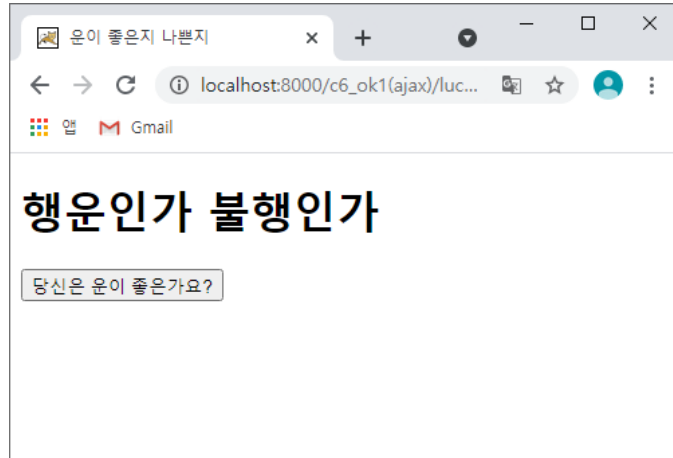 운이 좋은지 나쁜지
localhost:8000/c6_ok1(ajax)/luc...
앱 Gmail
행운인가 불행인가
당신은 운이 좋은가요?